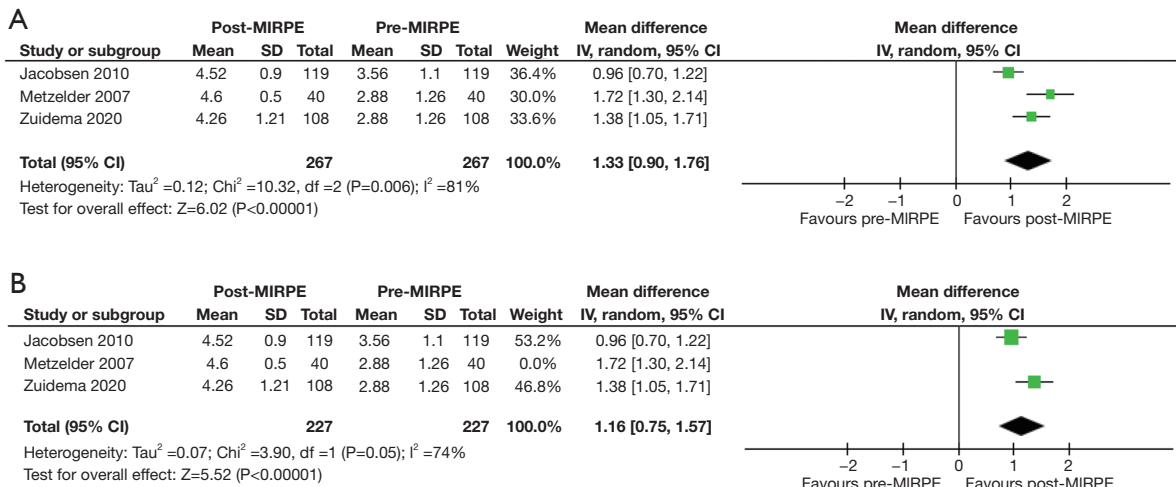 A
Post-MIRPE Pre-MIRPE Mean difference Mean difference
Study or subgroup Mean SD Total Mean SD Total Weight IV, random, 95% CI IV, random, 95% CI
Jacobsen 2010 4.52 0.9 119 3.56 1.1 119 36.4% 0.96 [0.70, 1.22]
Metzelder 2007 4.6 0.5 40 2.88 1.26 40 30.0% 1.72 [1.30, 2.14]
Zuidema 2020 4.26 1.21 108 2.88 1.26 108 33.6% 1.38 [1.05, 1.71]
Total (95% CI) 267 267 100.0% 1.33 [0.90, 1.76]
Heterogeneity: Tau² =0.12; Chi² =10.32, df =2 (P=0.006); I² =81%
Test for overall effect: Z=6.02 (P<0.00001)
−2 −1 0 1 2
Favours pre-MIRPE Favours post-MIRPE
B
Post-MIRPE Pre-MIRPE Mean difference Mean difference
Study or subgroup Mean SD Total Mean SD Total Weight IV, random, 95% CI IV, random, 95% CI
Jacobsen 2010 4.52 0.9 119 3.56 1.1 119 53.2% 0.96 [0.70, 1.22]
Metzelder 2007 4.6 0.5 40 2.88 1.26 40 0.0% 1.72 [1.30, 2.14]
Zuidema 2020 4.26 1.21 108 2.88 1.26 108 46.8% 1.38 [1.05, 1.71]
Total (95% CI) 227 227 100.0% 1.16 [0.75, 1.57]
Heterogeneity: Tau² =0.07; Chi² =3.90, df =1 (P=0.05); I² =74%
Test for overall effect: Z=5.52 (P<0.00001)
−2 −1 0 1 2
Favours pre-MIRPE Favours post-MIRPE